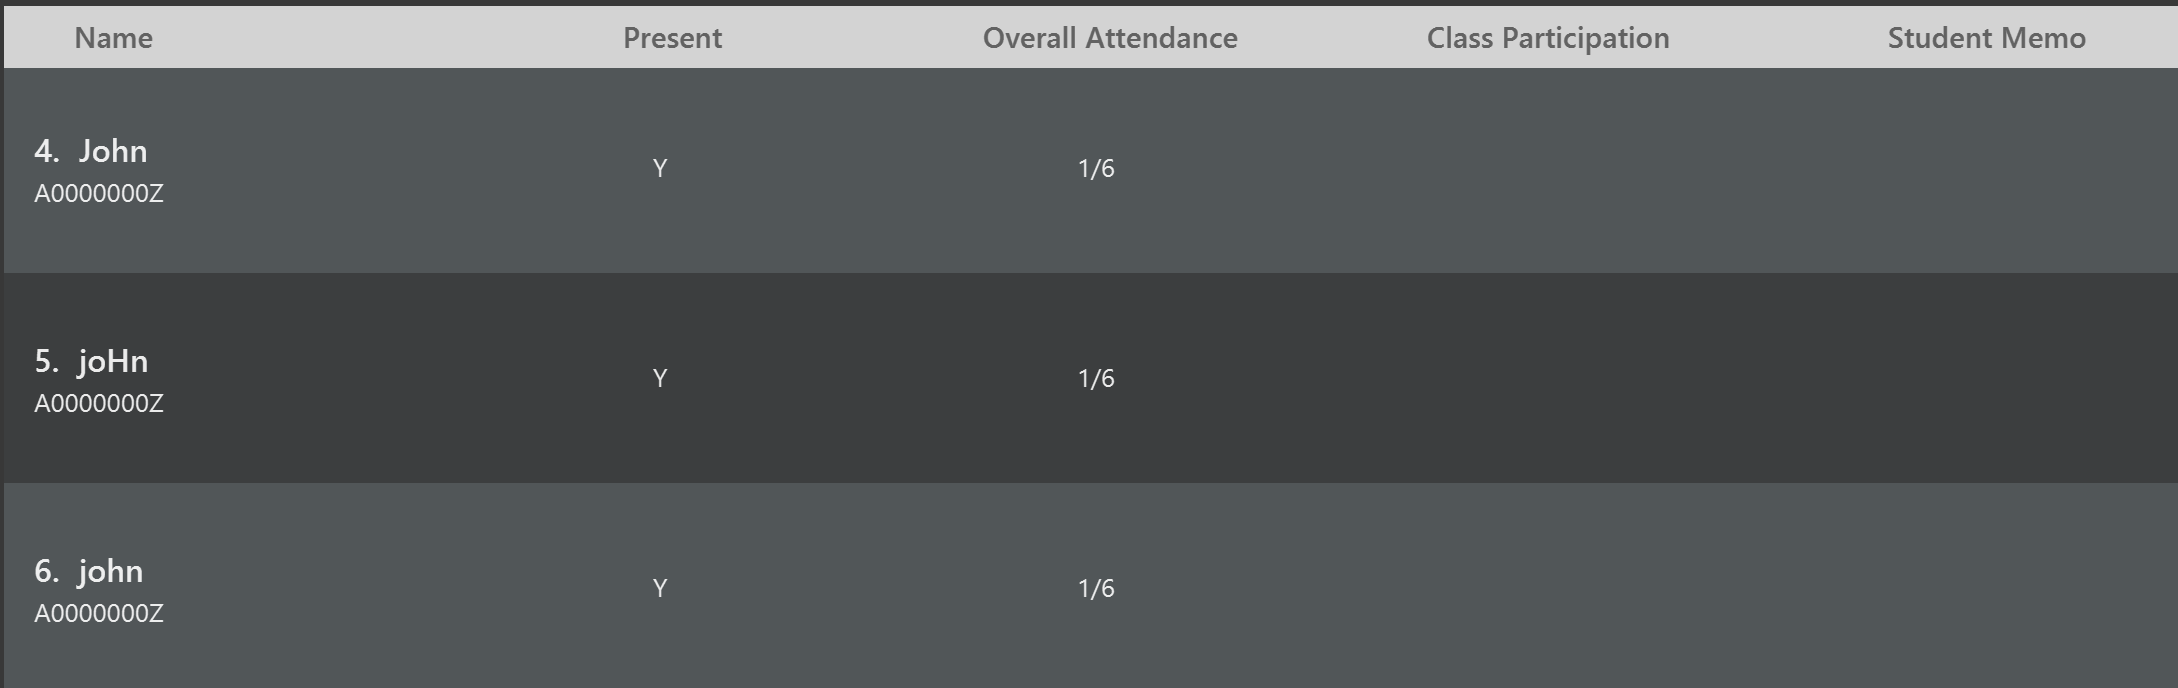 Name Present Overall Attendance Class Participation Student Memo
4. John
A0000000Z
Y 1/6
5. joHn
A0000000Z
Y 1/6
6. john
A0000000Z
Y 1/6